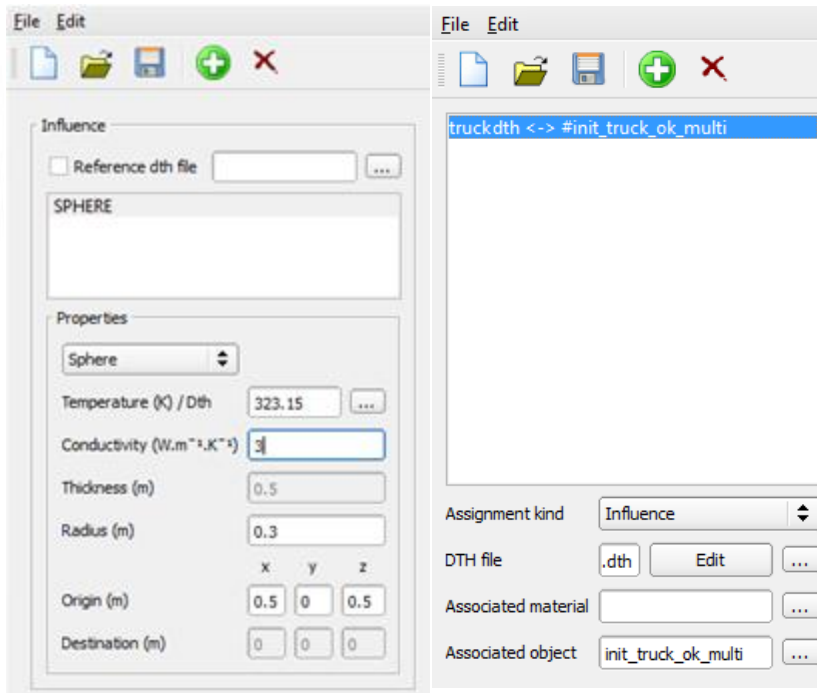 File Edit
Influence
Reference dth file
...
SPHERE
Properties
Sphere
Temperature (K) / Dth 323.15 ...
Conductivity (W.m⁻¹.K⁻¹) 3
Thickness (m) 0.5
Radius (m) 0.3
x y z
Origin (m) 0.5 0 0.5
Destination (m) 0 0 0
File Edit
truckdth <-> #init_truck_ok_multi
Assignment kind Influence
DTH file .dth Edit ...
Associated material ...
Associated object init_truck_ok_multi ...